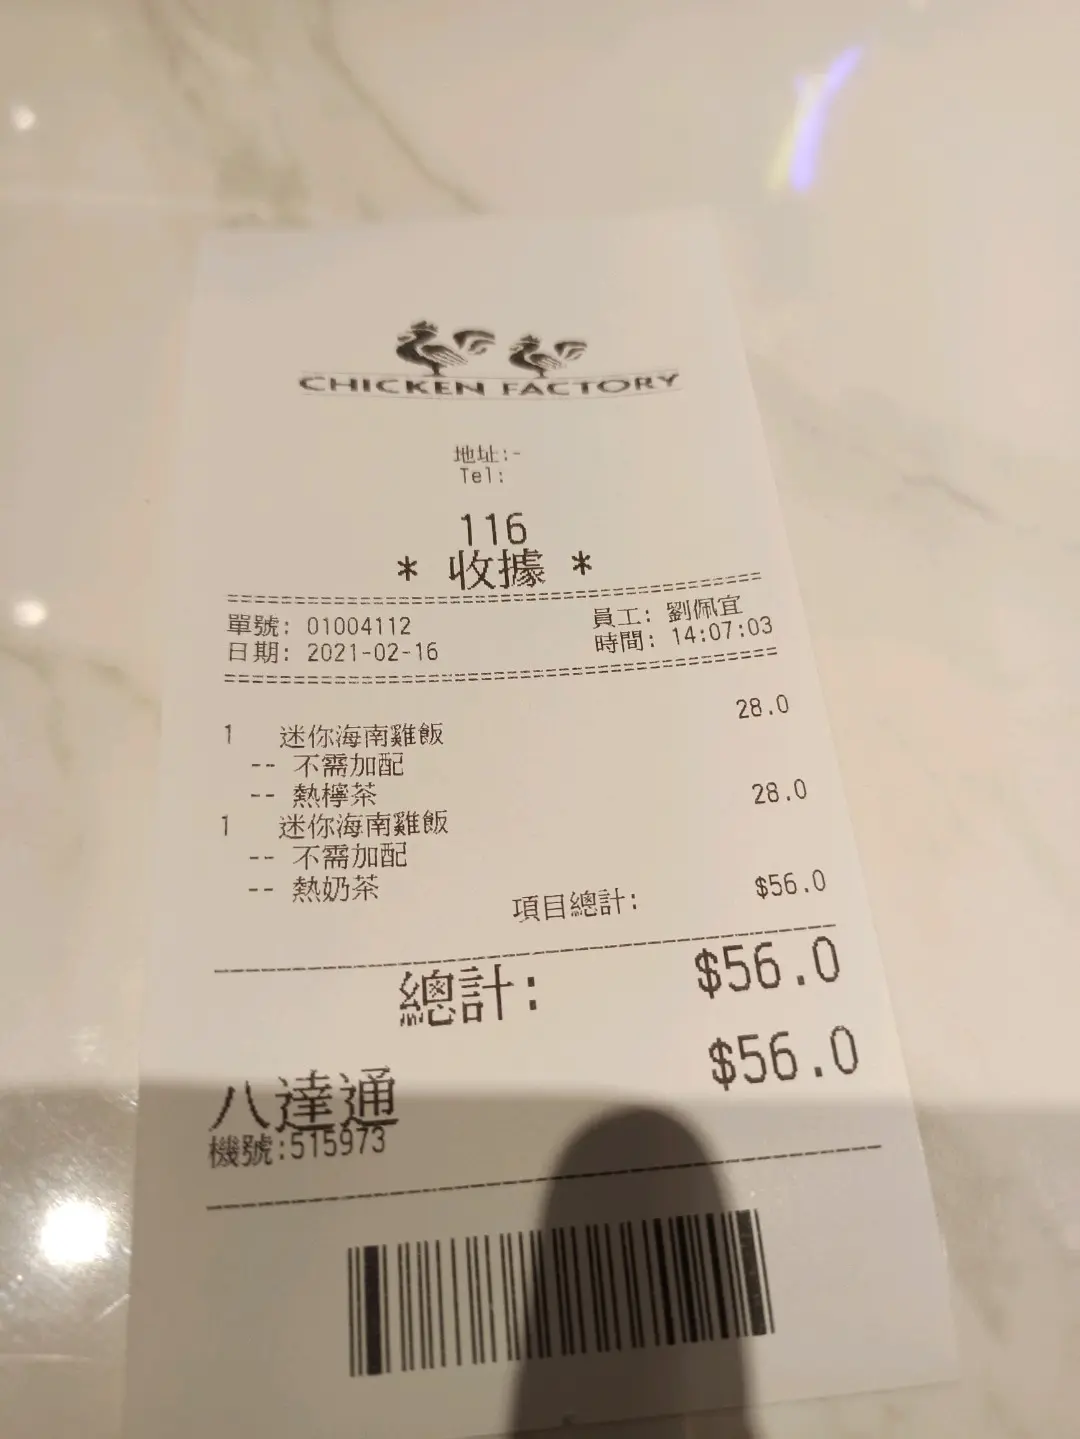 CHICKEN FACTORY
地址:-
Tel:
116
* 收據 *
單號: 01004112 員工: 劉佩宜
日期: 2021-02-16 時間: 14:07:03
1 迷你海南雞飯 28.0
-- 不需加配
-- 熱檸茶
1 迷你海南雞飯 28.0
-- 不需加配
-- 熱奶茶
項目總計: $56.0
總計: $56.0
八達通 $56.0
機號:515973